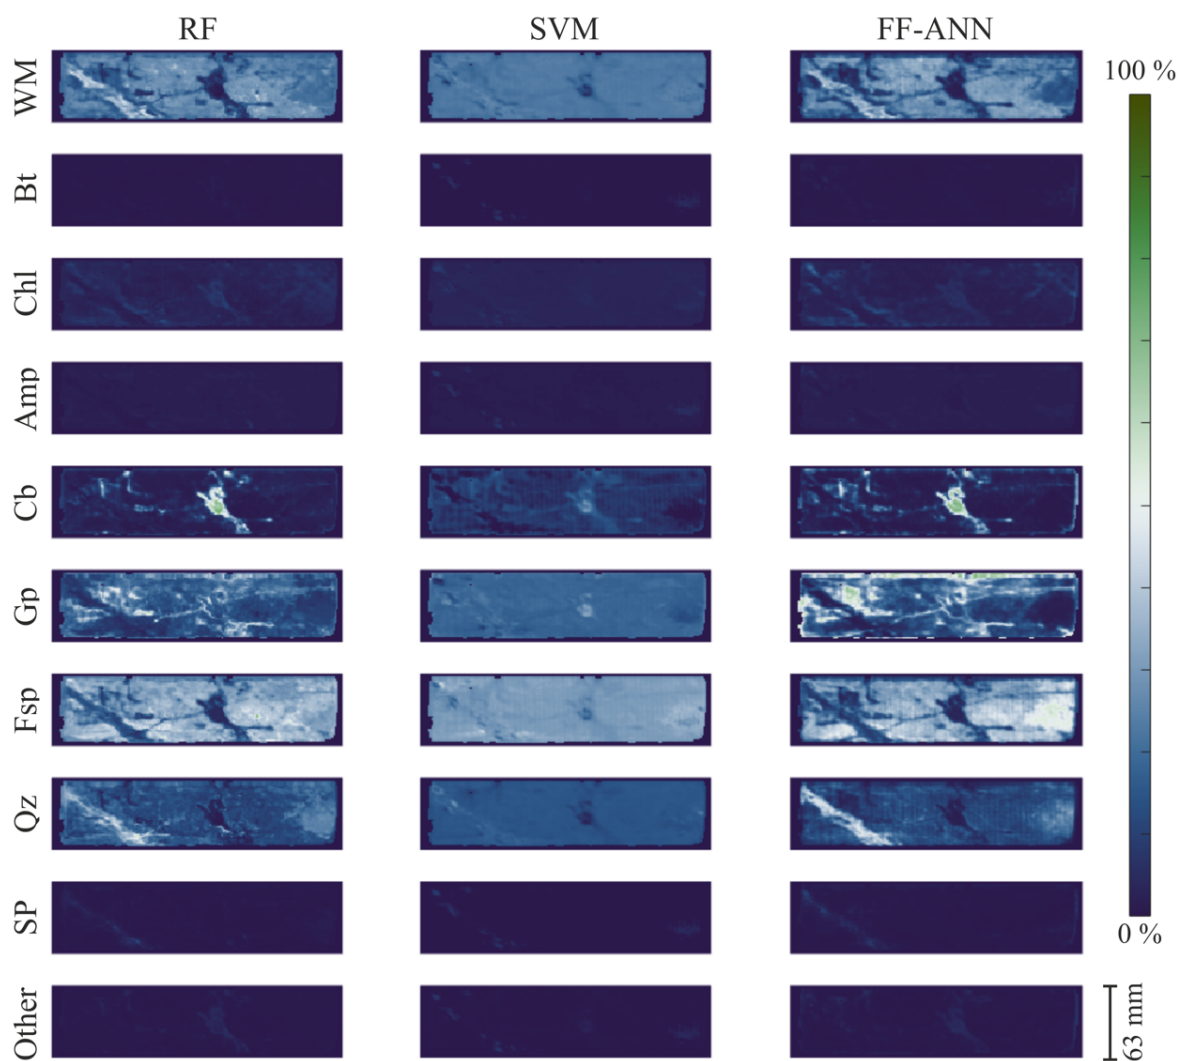 RF SVM FF-ANN
100 %
WM
Bt
Chl
Amp
Cb
Gp
Fsp
Qz
SP
0 %
Other
63 mm